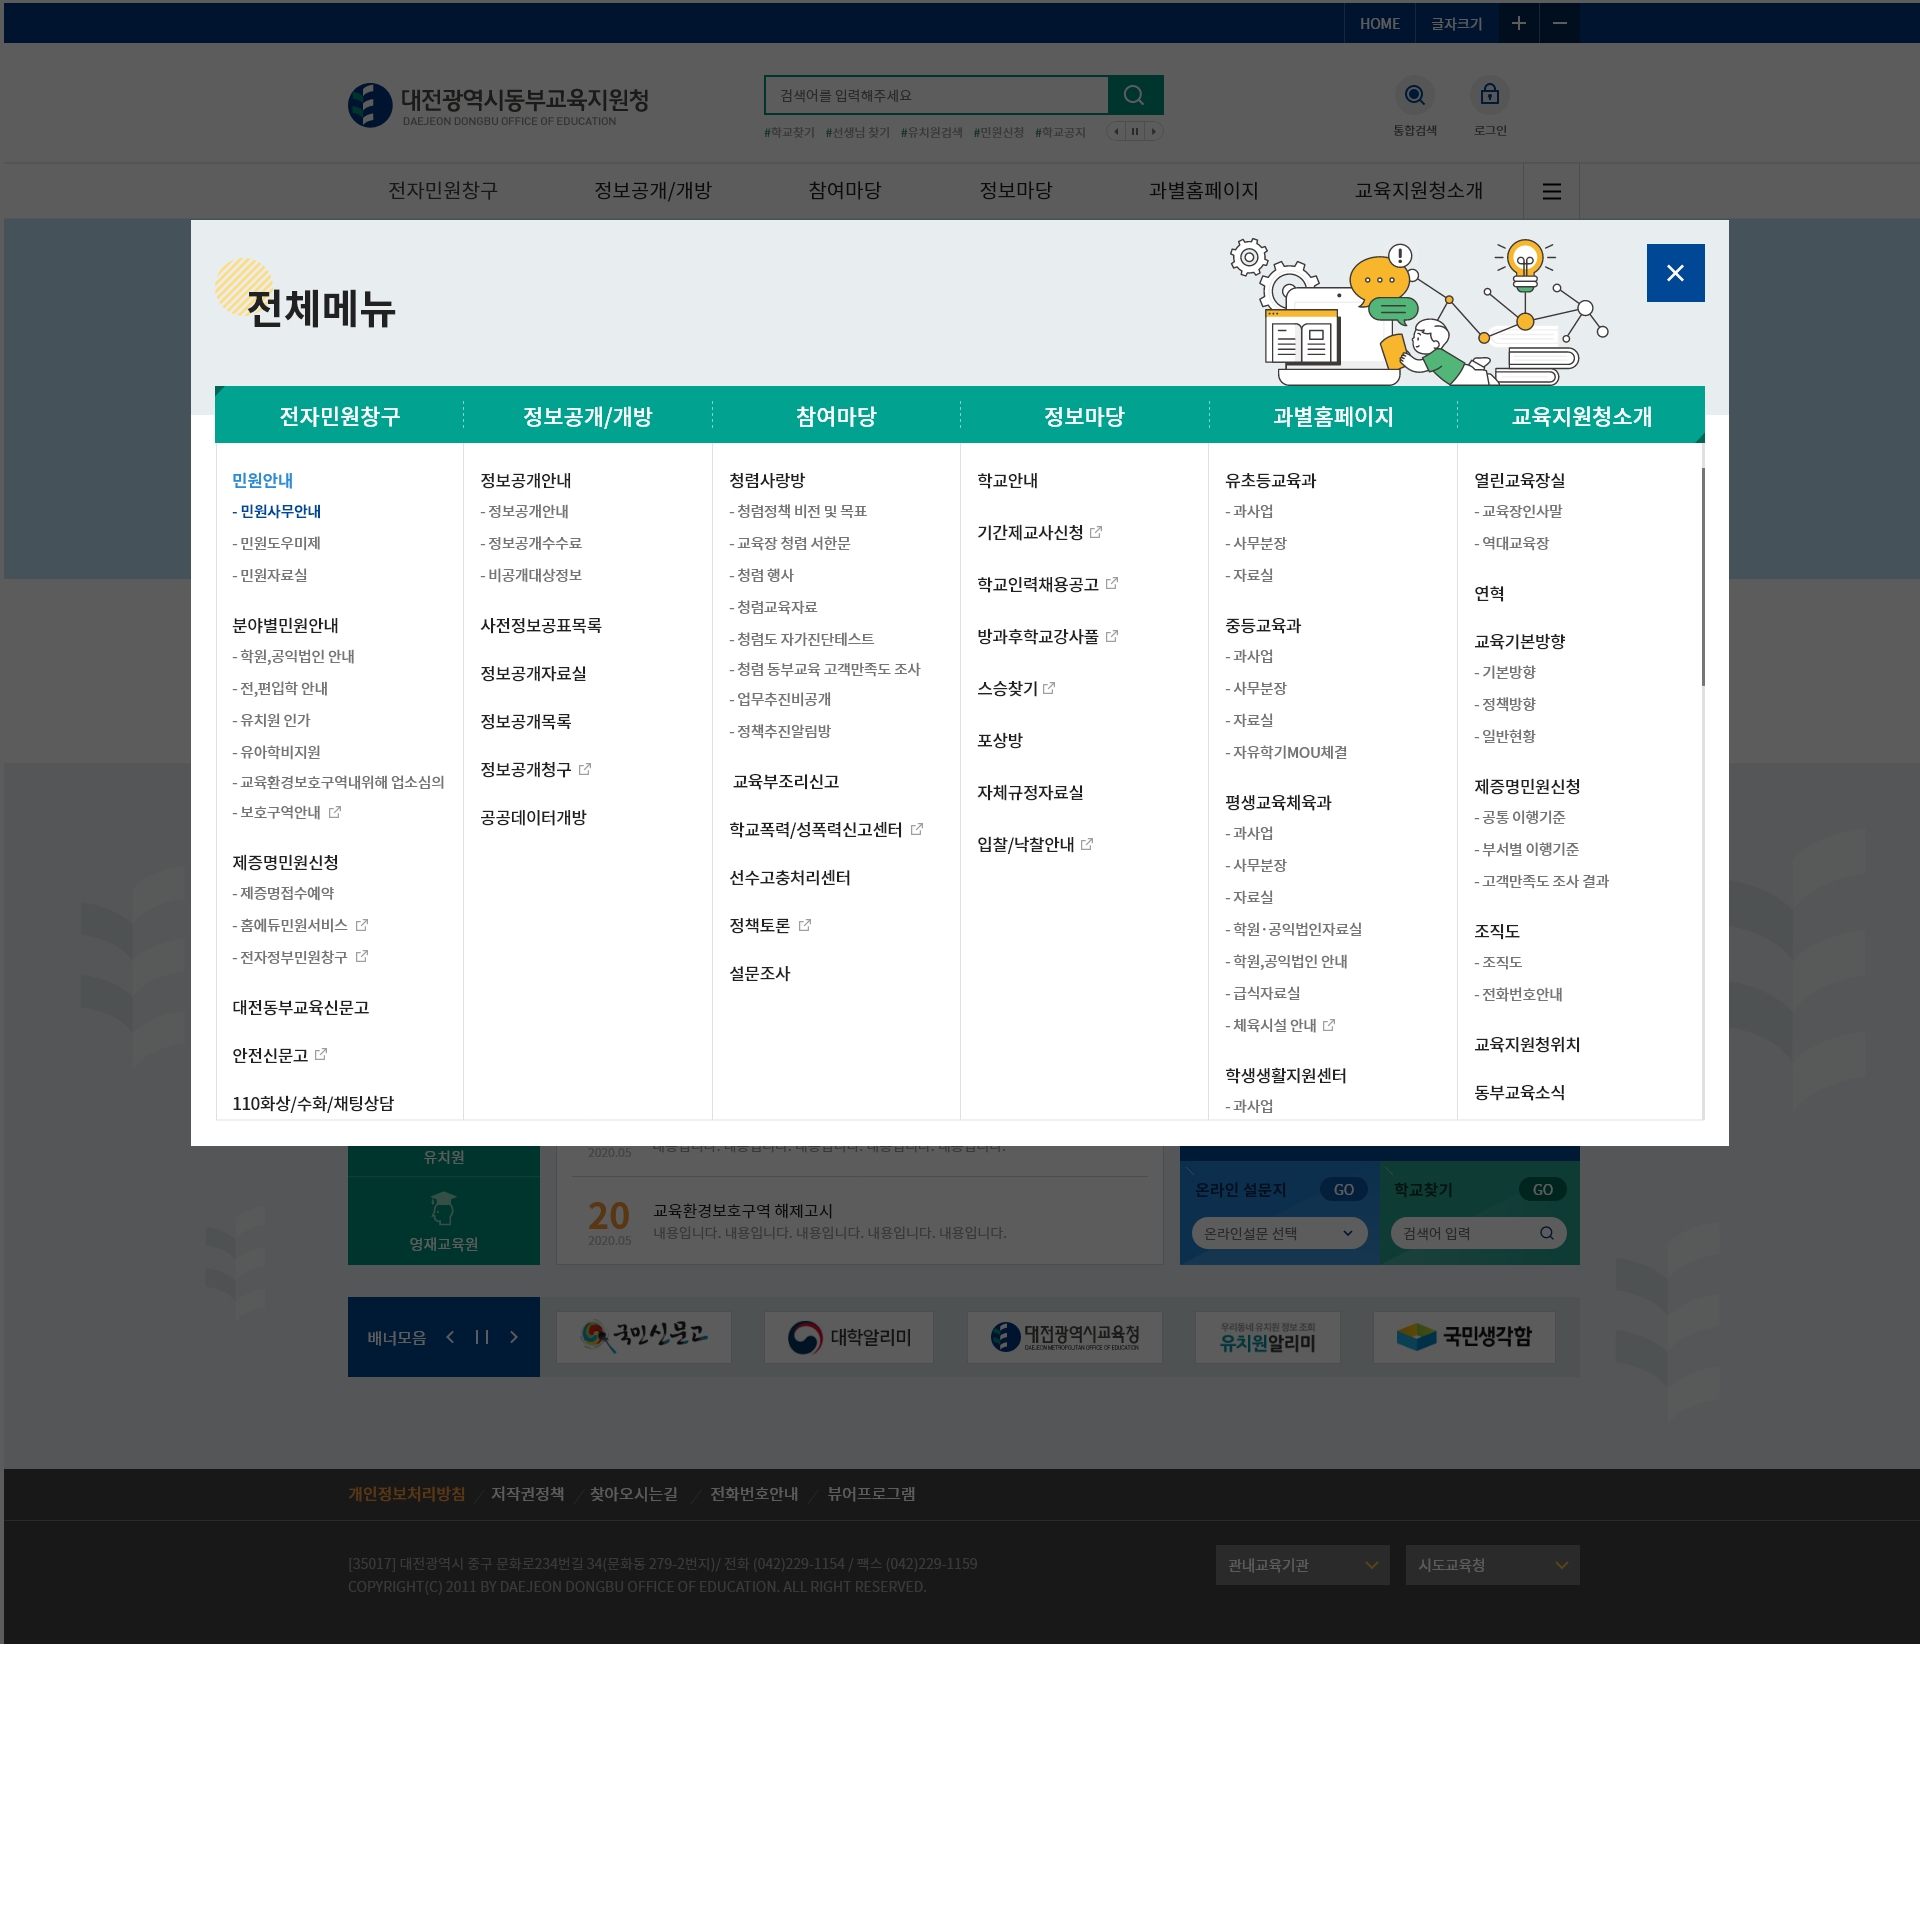 HOME 글자크기
대전광역시동부교육지원청
DAEJEON DONGBU OFFICE OF EDUCATION
검색어를 입력해주세요
#학교찾기 #선생님 찾기 #유치원검색 #민원신청 #학교공지
통합검색 로그인
전자민원창구 정보공개/개방 참여마당 정보마당 과별홈페이지 교육지원청소개
전체메뉴
전자민원창구 정보공개/개방 참여마당 정보마당 과별홈페이지 교육지원청소개
민원안내
- 민원사무안내
- 민원도우미제
- 민원자료실
분야별민원안내
- 학원,공익법인 안내
- 전,편입학 안내
- 유치원 인가
- 유아학비지원
- 교육환경보호구역내위해 업소심의
- 보호구역안내
제증명민원신청
- 제증명접수예약
- 홈에듀민원서비스
- 전자정부민원창구
대전동부교육신문고
안전신문고
110화상/수화/채팅상담
정보공개안내
- 정보공개안내
- 정보공개수수료
- 비공개대상정보
사전정보공표목록
정보공개자료실
정보공개목록
정보공개청구
공공데이터개방
청렴사랑방
- 청렴정책 비전 및 목표
- 교육장 청렴 서한문
- 청렴 행사
- 청렴교육자료
- 청렴도 자가진단테스트
- 청렴 동부교육 고객만족도 조사
- 업무추진비공개
- 정책추진알림방
교육부조리신고
학교폭력/성폭력신고센터
선수고충처리센터
정책토론
설문조사
학교안내
기간제교사신청
학교인력채용공고
방과후학교강사풀
스승찾기
포상방
자체규정자료실
입찰/낙찰안내
유초등교육과
- 과사업
- 사무분장
- 자료실
중등교육과
- 과사업
- 사무분장
- 자료실
- 자유학기MOU체결
평생교육체육과
- 과사업
- 사무분장
- 자료실
- 학원·공익법인자료실
- 학원,공익법인 안내
- 급식자료실
- 체육시설 안내
학생생활지원센터
- 과사업
열린교육장실
- 교육장인사말
- 역대교육장
연혁
교육기본방향
- 기본방향
- 정책방향
- 일반현황
제증명민원신청
- 공통 이행기준
- 부서별 이행기준
- 고객만족도 조사 결과
조직도
- 조직도
- 전화번호안내
교육지원청위치
동부교육소식
유치원
영재교육원
2020.05 내용입니다. 내용입니다. 내용입니다. 내용입니다. 내용입니다.
20 교육환경보호구역 해제고시
2020.05 내용입니다. 내용입니다. 내용입니다. 내용입니다. 내용입니다.
온라인 설문지 GO 학교찾기 GO
온라인설문 선택 검색어 입력
배너모음
국민신문고
대학알리미
대전광역시교육청
DAEJEON METROPOLITAN OFFICE OF EDUCATION
우리동네 유치원 정보 조회
유치원알리미
국민생각함
개인정보처리방침 / 저작권정책 / 찾아오시는길 / 전화번호안내 / 뷰어프로그램
[35017] 대전광역시 중구 문화로234번길 34(문화동 279-2번지)/ 전화 (042)229-1154 / 팩스 (042)229-1159
COPYRIGHT(C) 2011 BY DAEJEON DONGBU OFFICE OF EDUCATION. ALL RIGHT RESERVED.
관내교육기관 시도교육청